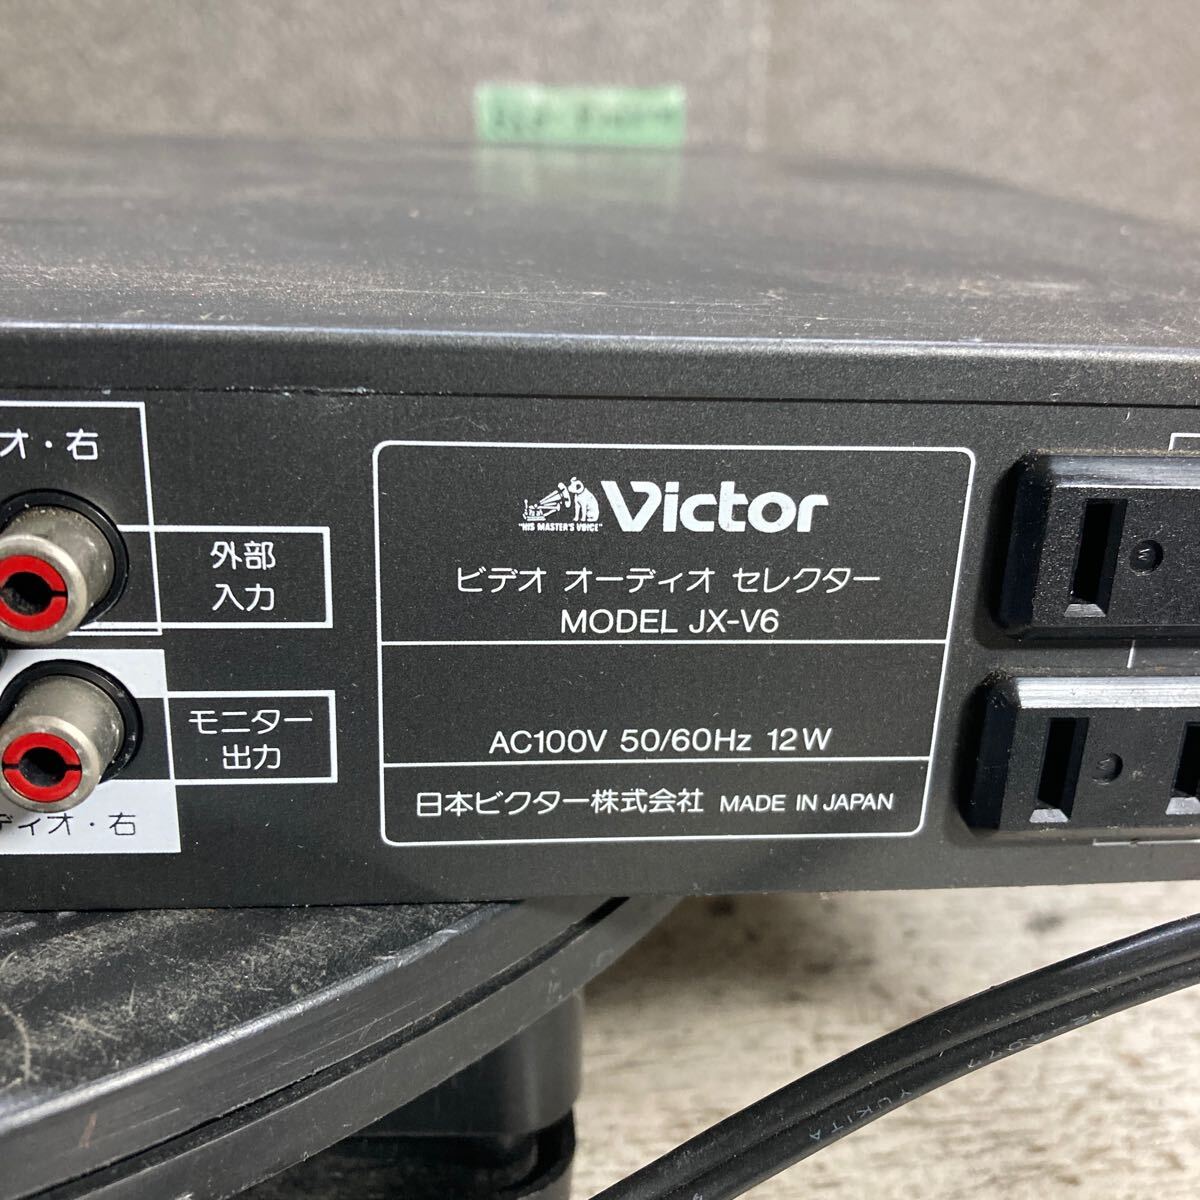 オ・右
外部
入力
モニター
出力
ディオ・右
"HIS MASTER'S VOICE"
Victor
ビデオ オーディオ セレクター
MODEL JX-V6
AC100V 50/60Hz 12W
日本ビクター株式会社 MADE IN JAPAN
W
W
YUKITA